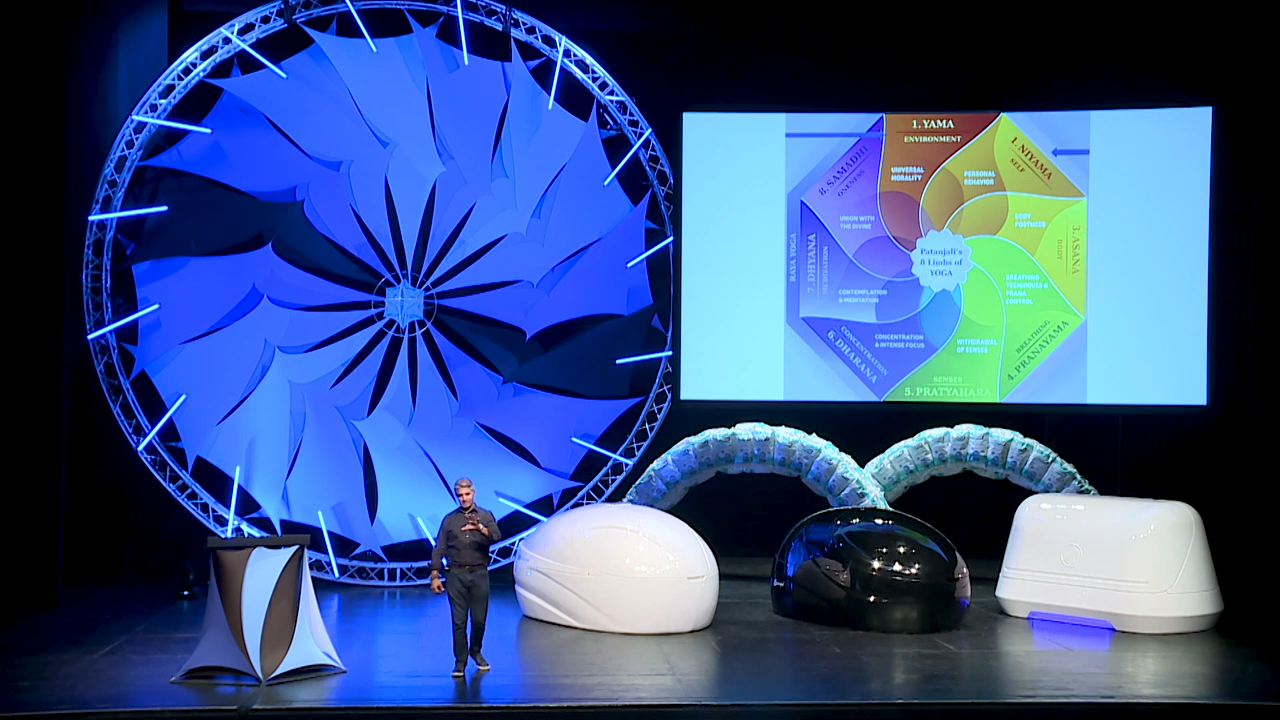 1. YAMA
ENVIRONMENT
UNIVERSAL
MORALITY
1. NIYAMA
SELF
PERSONAL
BEHAVIOR
BODY
POSTURES
3. ASANA
BODY
BREATHING
TECHNIQUES &
PRANA
CONTROL
BREATHING
4. PRANAYAMA
WITHDRAWAL
OF SENSES
SENSES
5. PRATYAHARA
CONCENTRATION
& INTENSE FOCUS
CONCENTRATION
6. DHARANA
CONTEMPLATION
& MEDITATION
RAYA YOGA
7. DHYANA
MEDITATION
UNION WITH
THE DIVINE
8. SAMADHI
ONENESS
Patanjali's
8 Limbs of
YOGA